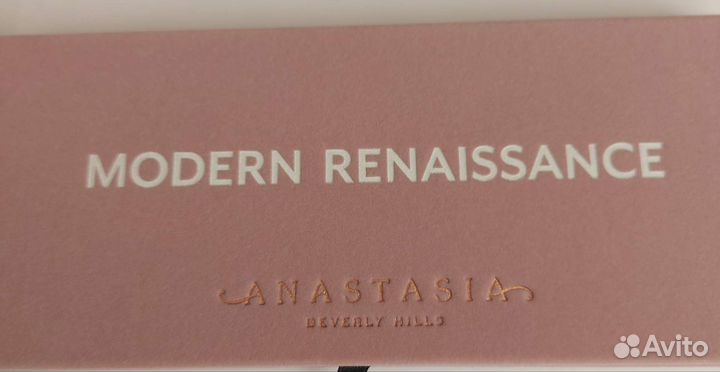 MODERN RENAISSANCE
ANASTASIA
BEVERLY HILLS
Avito